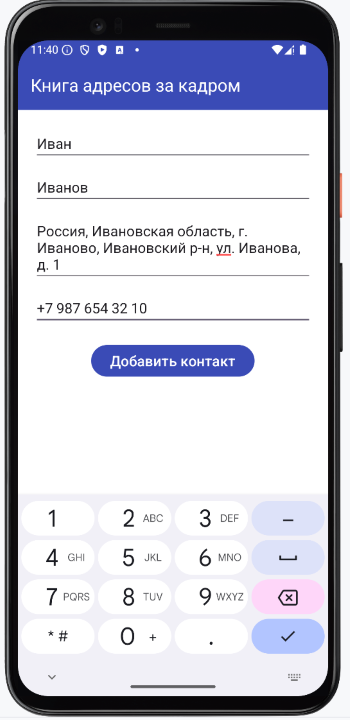 11:40
Книга адресов за кадром
Иван
Иванов
Россия, Ивановская область, г.
Иваново, Ивановский р-н, ул. Иванова,
д. 1
+7 987 654 32 10
Добавить контакт
1 2 ABC 3 DEF –
4 GHI 5 JKL 6 MNO
7 PQRS 8 TUV 9 WXYZ
* # 0 + .